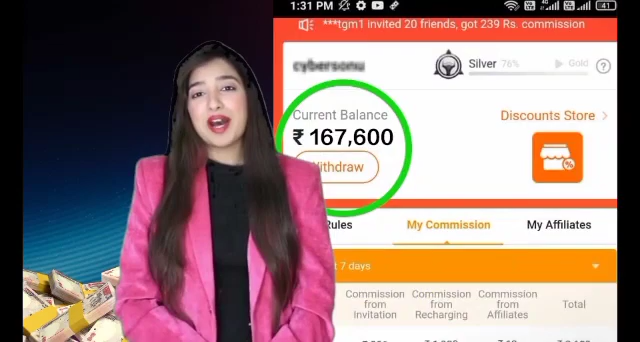 1:31 PM
41
***tgm1 invited 20 friends, got 239 Rs. commission
cybersonu
Silver 76% Gold ?
Current Balance
₹ 167,600
Withdraw
Discounts Store
Rules My Commission My Affiliates
7 days
Commission from Invitation
Commission from Recharging
Commission from Affiliates
Total